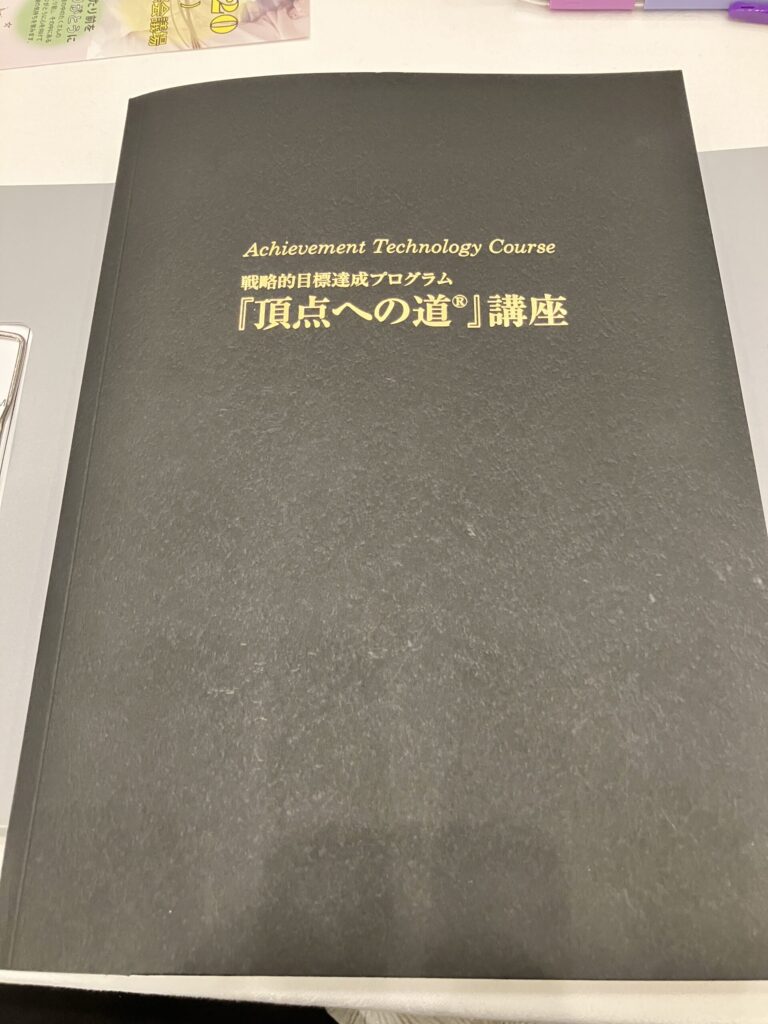 Achievement Technology Course
戦略的目標達成プログラム
『頂点への道®』講座
20